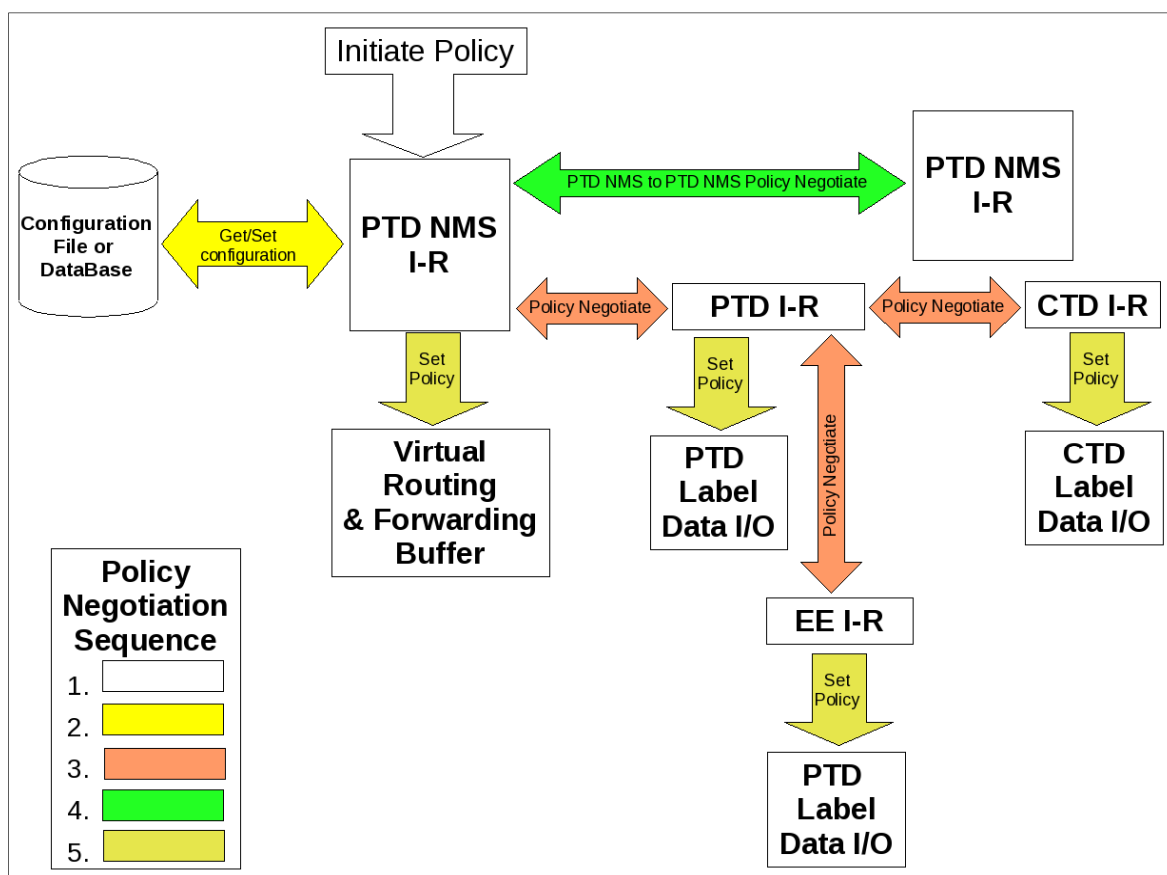 Initiate Policy
PTD NMS
I-R
PTD NMS to PTD NMS Policy Negotiate
PTD NMS
I-R
Configuration
File or
DataBase
Get/Set
configuration
Policy Negotiate
PTD I-R
Policy Negotiate
CTD I-R
Set
Policy
Set
Policy
Set
Policy
Virtual
Routing
& Forwarding
Buffer
PTD
Label
Data I/O
Policy Negotiate
CTD
Label
Data I/O
EE I-R
Set
Policy
PTD
Label
Data I/O
Policy
Negotiation
Sequence
1.
2.
3.
4.
5.